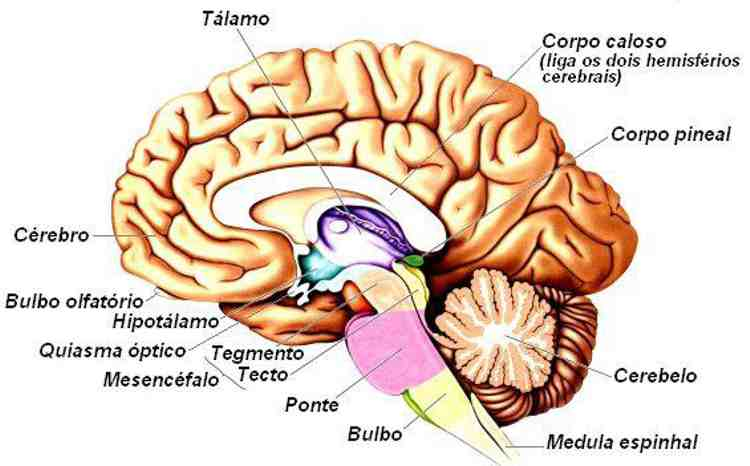 Tálamo
Corpo caloso
(liga os dois hemisférios
cerebrais)
Corpo pineal
Cérebro
Bulbo olfatório
Hipotálamo
Quiasma óptico
Tegmento
Mesencéfalo
Tecto
Ponte
Bulbo
Cerebelo
Medula espinhal